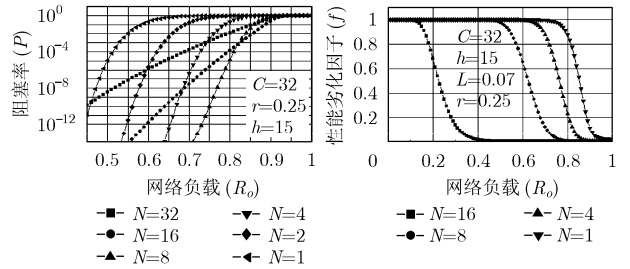 阻塞率 (P)
10^0
10^-4
10^-8
10^-12
C=32
r=0.25
h=15
0.5 0.6 0.7 0.8 0.9 1
网络负载 (R_o)
N=32 N=4
N=16 N=2
N=8 N=1
性能劣化因子 (f)
1
0.8
0.6
0.4
0.2
C=32
h=15
L=0.07
r=0.25
0 0.2 0.4 0.6 0.8 1
网络负载 (R_o)
N=16 N=4
N=8 N=1